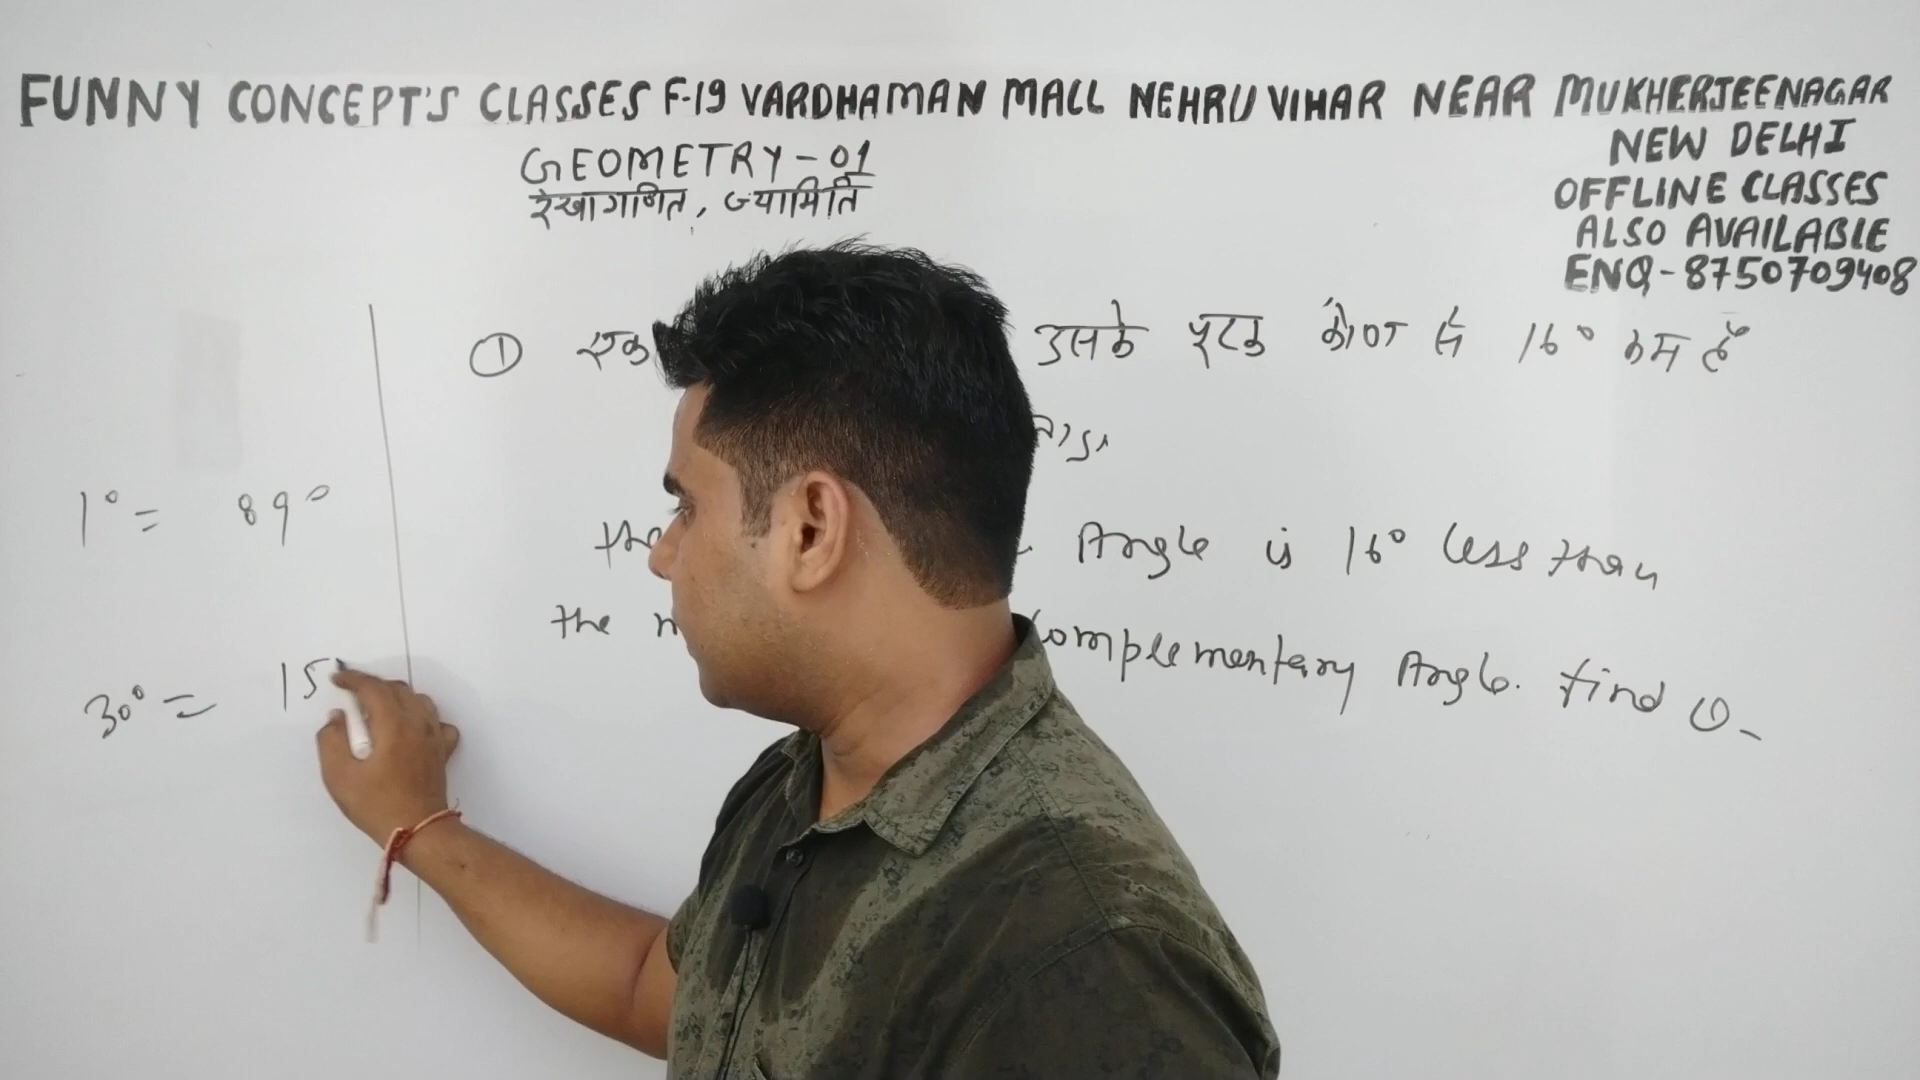 FUNNY CONCEPT'S CLASSES F-19 VARDHAMAN MALL NEHRU VIHAR NEAR MUKHERJEENAGAR
NEW DELHI
OFFLINE CLASSES
ALSO AVAILABLE
ENQ-8750709408
GEOMETRY-01
रेखागणित, ज्यामिति
① एक उसके पूरक कोण से 16° कम है
the Angle is 16° less than
the complementary Angle. find θ-
1° = 89°
30° = 15